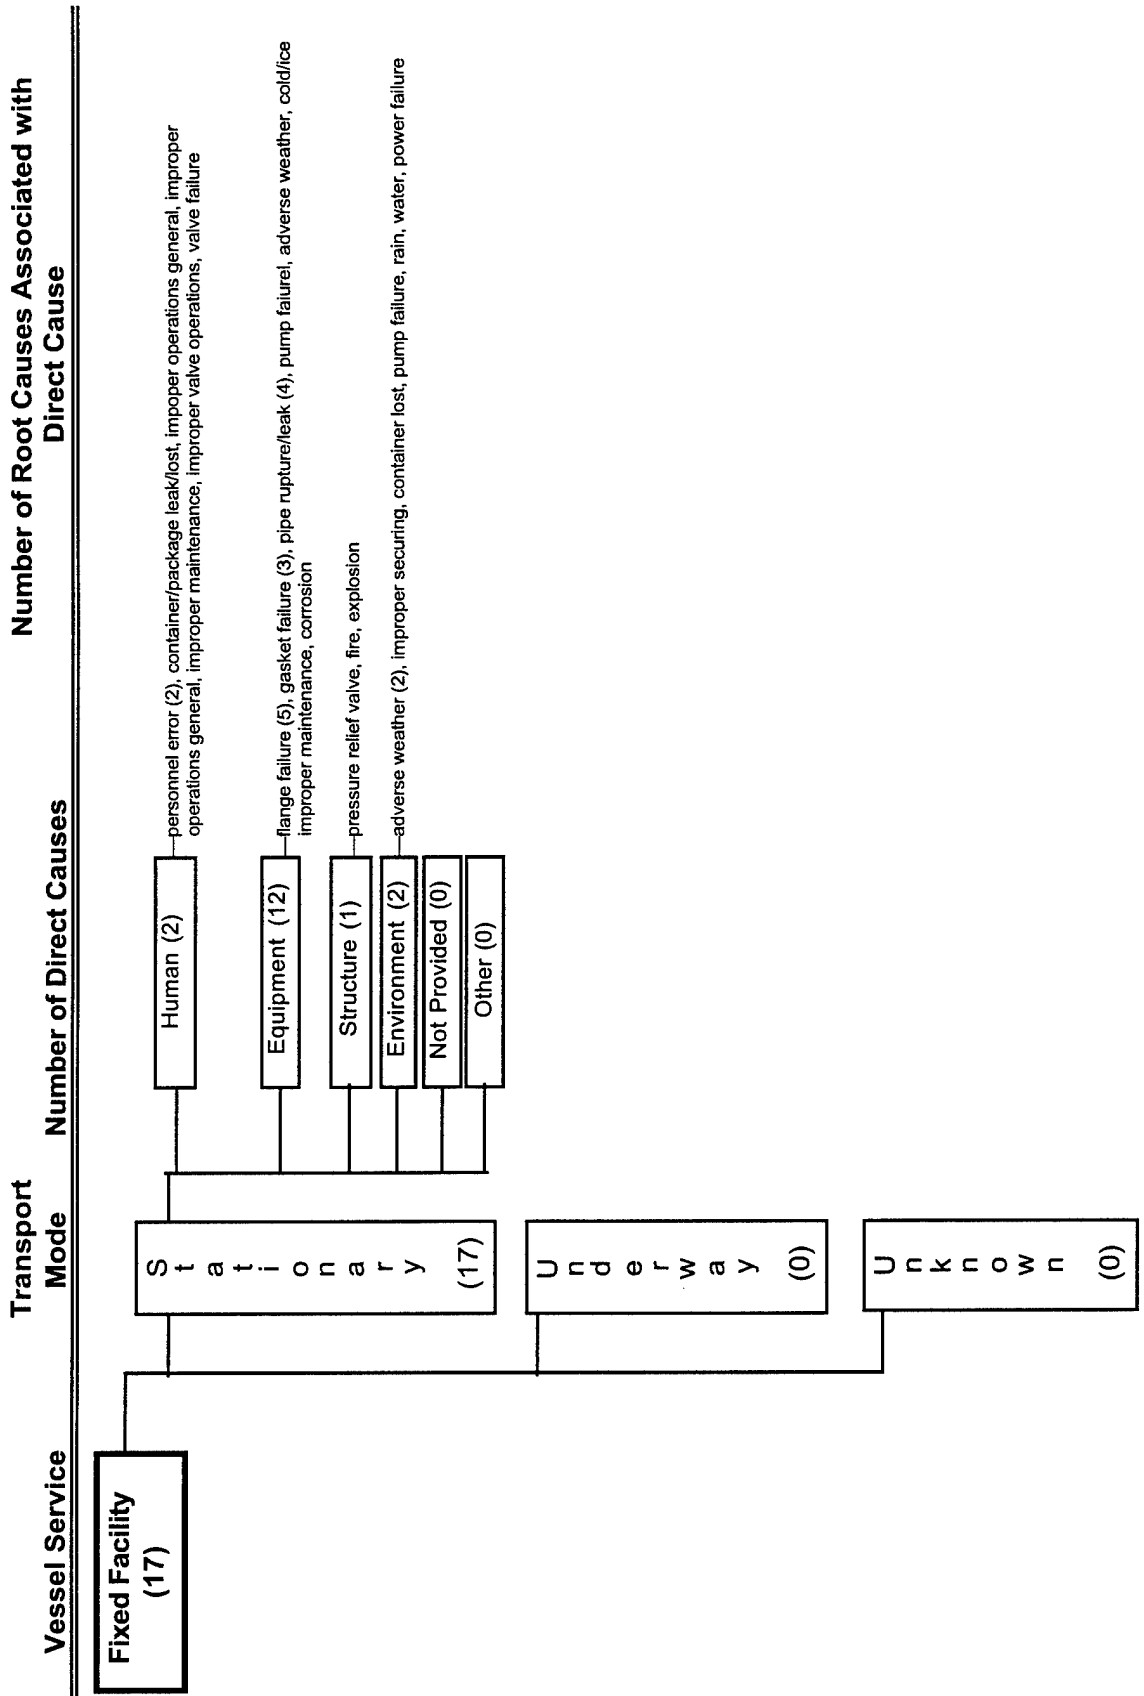 Number of Root Causes Associated with
Direct Cause
Transport
Mode
Vessel Service
Number of Direct Causes
Fixed Facility
(17)
Stationary
(17)
Human (2)
personnel error (2), container/package leak/lost, impoper operations general, improper
operations general, improper maintenance, improper valve operations, valve failure
Equipment (12)
flange failure (5), gasket failure (3), pipe rupture/leak (4), pump faiurel, adverse weather, cold/ice
improper maintenance, corrosion
Structure (1)
pressure relief valve, fire, explosion
Environment (2)
adverse weather (2), improper securing, container lost, pump failure, rain, water, power failure
Not Provided (0)
Other (0)
Underway
(0)
Unknown
(0)